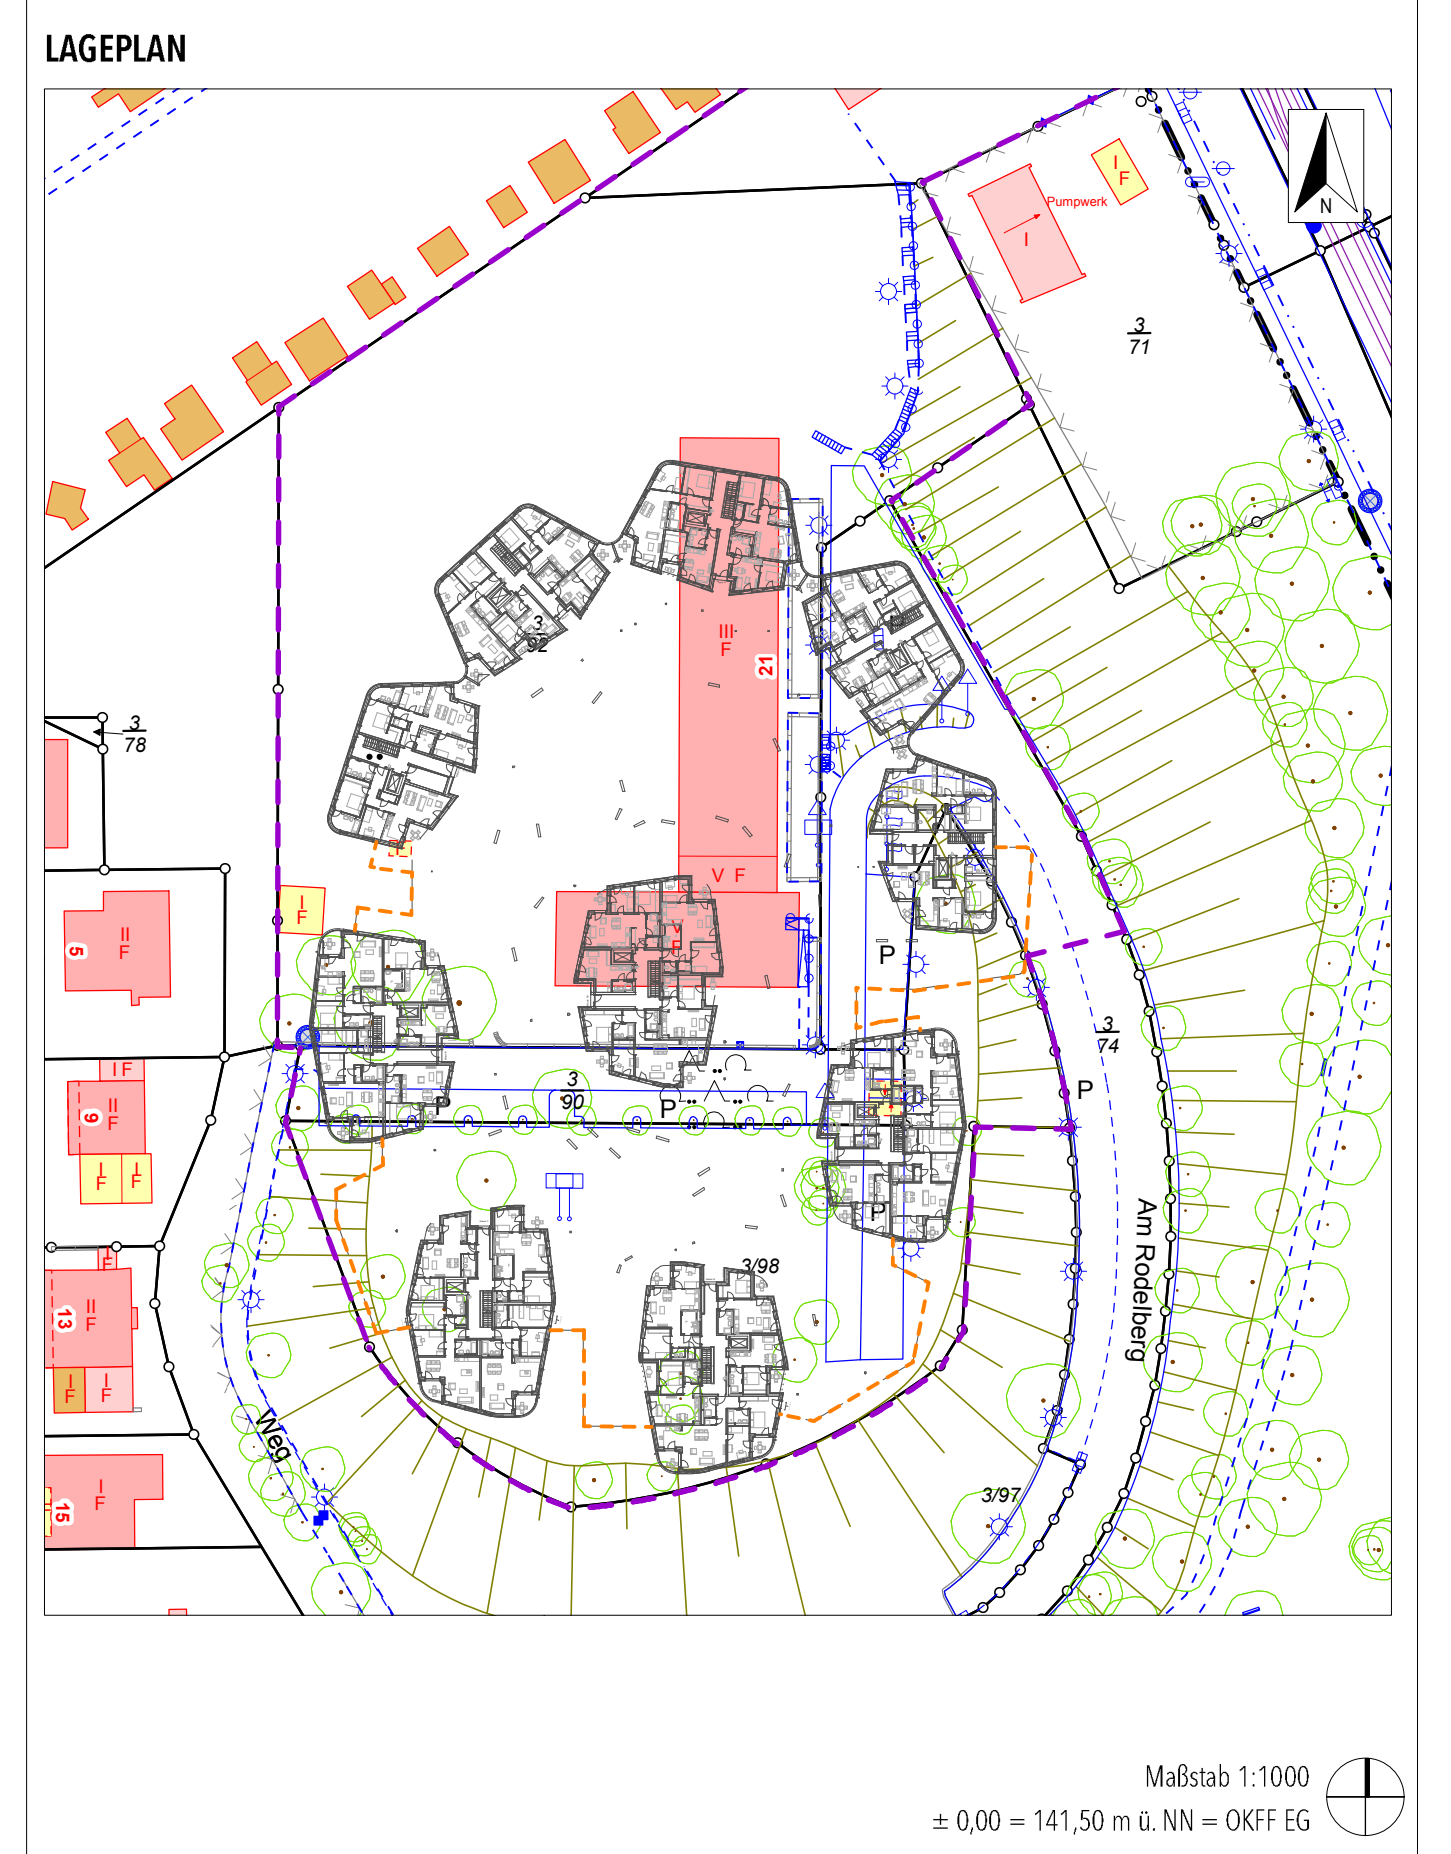 LAGEPLAN
I
F
Pumpwerk
I
N
3
71
3
92
III
F
21
3
78
V F
I
F
V
F
5
II
F
P
3
74
I F
9
II
F
3
90
P
P
P
I
F
I
F
P
Am Rodelberg
I
F
3/98
13
II
F
I
F
I
F
Weg
I
F
15
3/97
Maßstab 1:1000
± 0,00 = 141,50 m ü. NN = OKFF EG